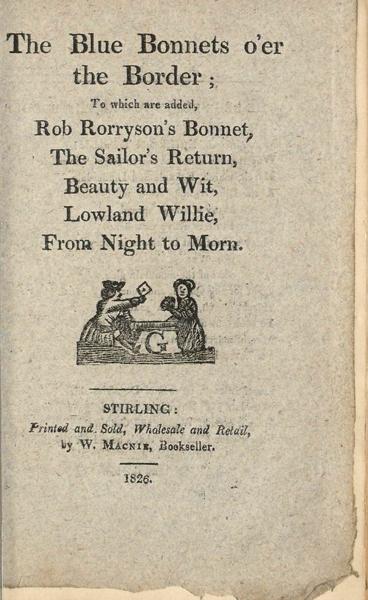 The Blue Bonnets o'er
the Border;
To which are added,
Rob Rorryson's Bonnet,
The Sailor's Return,
Beauty and Wit,
Lowland Willie,
From Night to Morn.
G
STIRLING:
Printed and Sold, Wholesale and Retail,
by W. MACNIE, Bookseller.
1826.